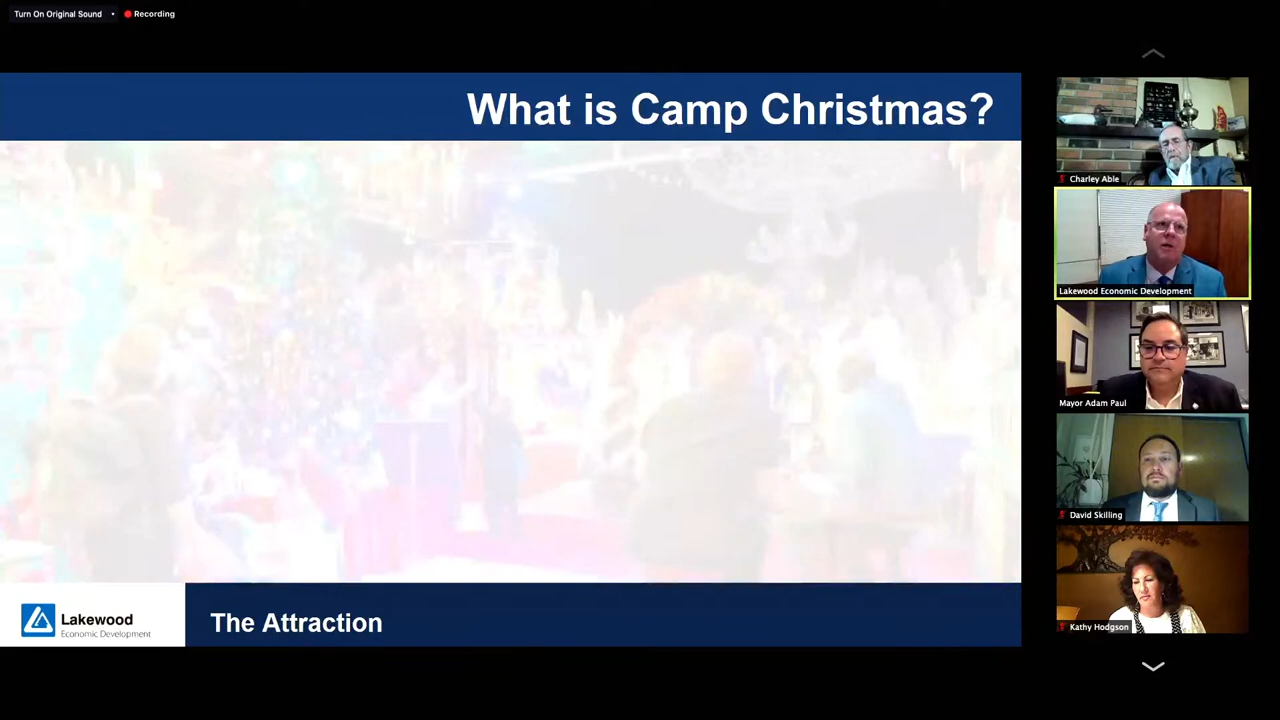 Turn On Original Sound
Recording
What is Camp Christmas?
Lakewood
Economic Development
The Attraction
Charley Able
Lakewood Economic Development
Mayor Adam Paul
David Skilling
Kathy Hodgson